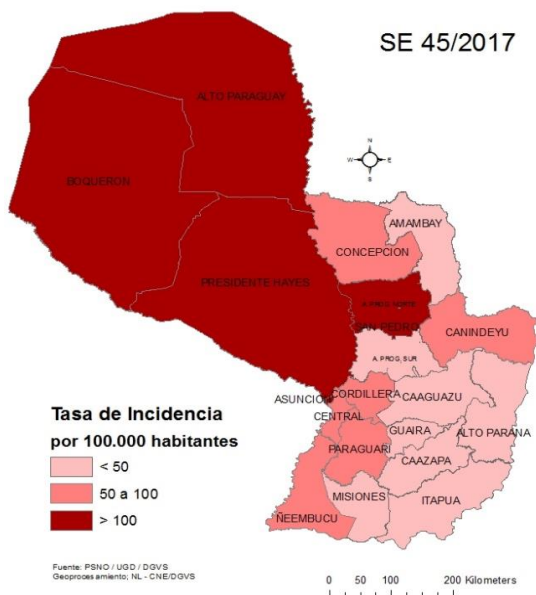 SE 45/2017
ALTO PARAGUAY
N
W E
S
BOQUERON
AMAMBAY
CONCEPCION
PRESIDENTE HAYES
A. PROG. NORTE
SAN PEDRO
CANINDEYU
A. PROG. SUR
CORDILLERA
ASUNCION
CAAGUAZU
CENTRAL
GUAIRA
ALTO PARANA
PARAGUARI
CAAZAPA
MISIONES
ITAPUA
ÑEEMBUCU
Tasa de Incidencia
por 100.000 habitantes
< 50
50 a 100
> 100
Fuente: PSNO / UGD / DGVS
Geoprocesamiento; NL - CNE/DGVS
0 50 100 200 Kilometers